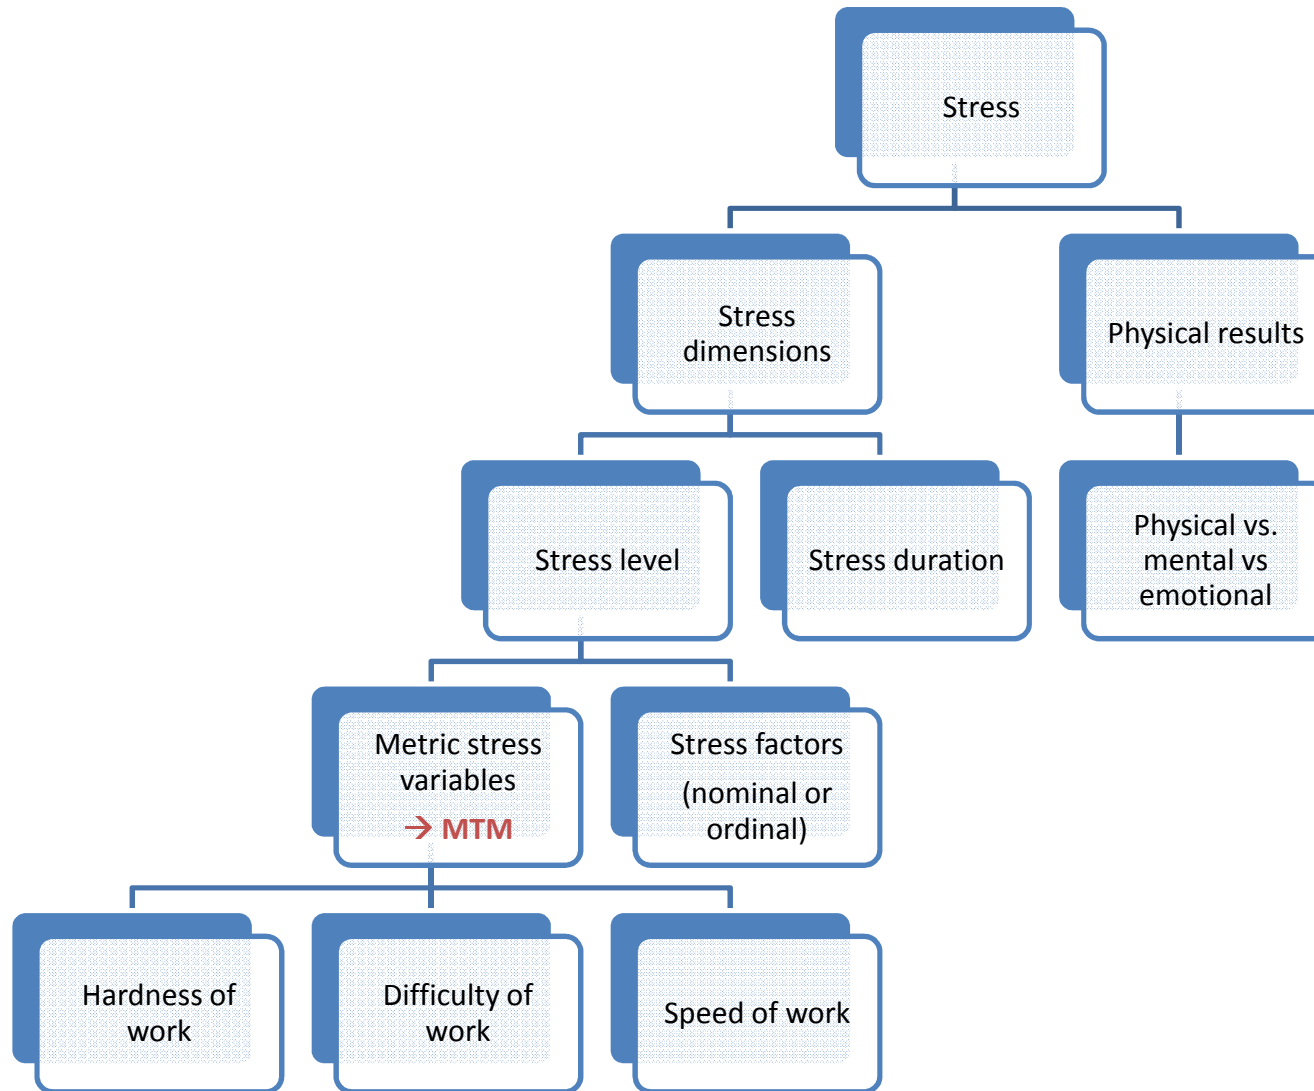 Stress
Stress
dimensions
Physical results
Stress level
Stress duration
Physical vs.
mental vs
emotional
Metric stress
variables
→ MTM
Stress factors
(nominal or
ordinal)
Hardness of
work
Difficulty of
work
Speed of work